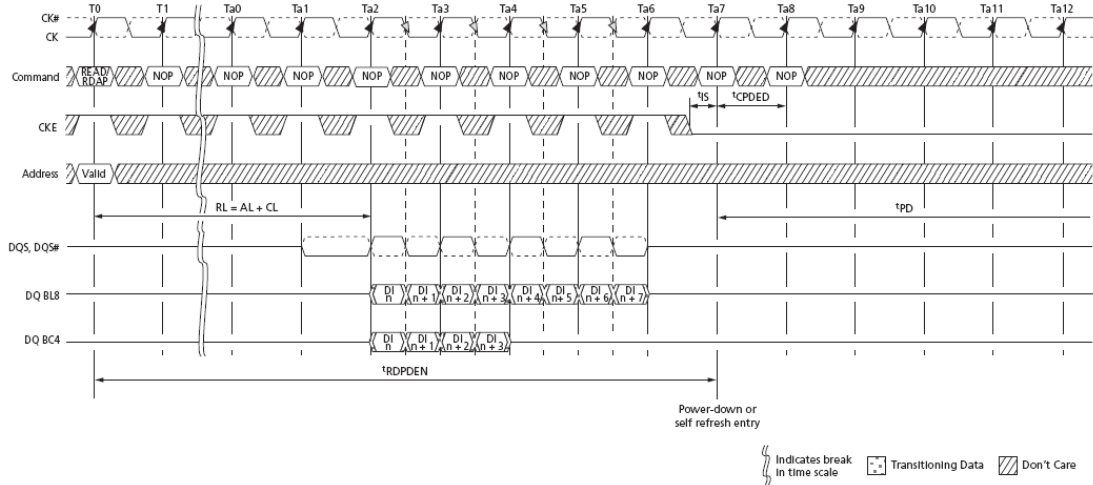 T0 T1 Ta0 Ta1 Ta2 Ta3 Ta4 Ta5 Ta6 Ta7 Ta8 Ta9 Ta10 Ta11 Ta12
CK#
CK
Command READ/ RDAP NOP NOP NOP NOP NOP NOP NOP NOP NOP NOP
tIS tCPDED
CKE
Address Valid
RL = AL + CL tPD
DQS, DQS#
DQ BL8 DI n DI n + 1 DI n + 2 DI n + 3 DI n + 4 DI n + 5 DI n + 6 DI n + 7
DQ BC4 DI n DI n + 1 DI n + 2 DI n + 3
tRDPDEN
Power-down or
self refresh entry
Indicates break
in time scale
Transitioning Data
Don't Care